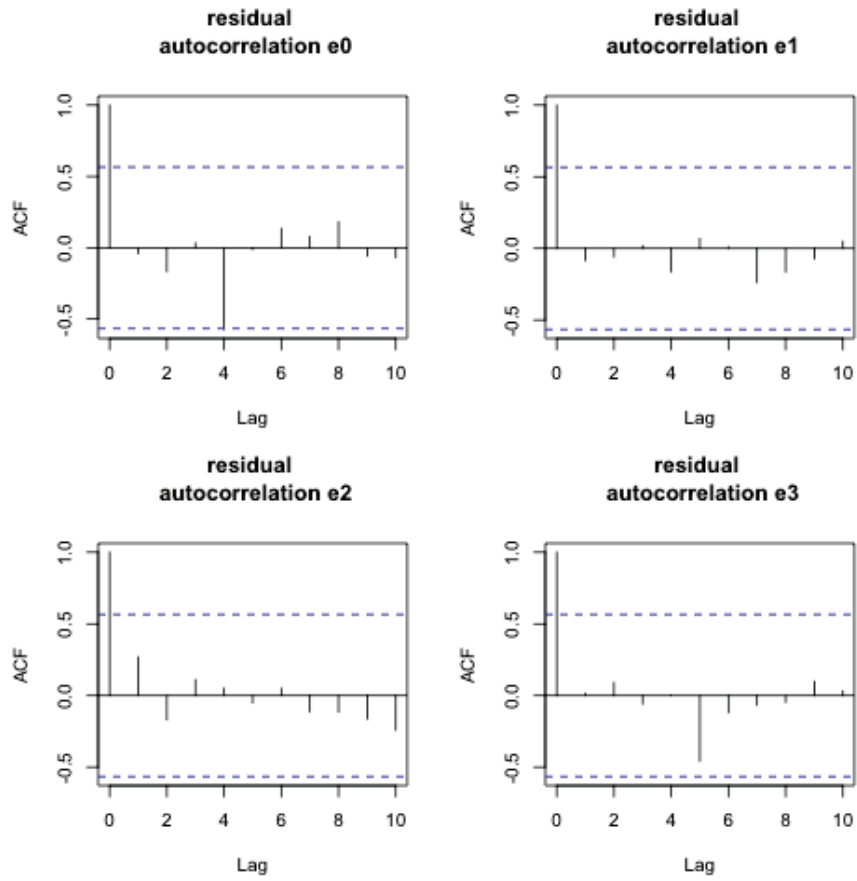 residual
autocorrelation e0
ACF
1.0
0.5
0.0
-0.5
0 2 4 6 8 10
Lag
residual
autocorrelation e1
ACF
1.0
0.5
0.0
-0.5
0 2 4 6 8 10
Lag
residual
autocorrelation e2
ACF
1.0
0.5
0.0
-0.5
0 2 4 6 8 10
Lag
residual
autocorrelation e3
ACF
1.0
0.5
0.0
-0.5
0 2 4 6 8 10
Lag